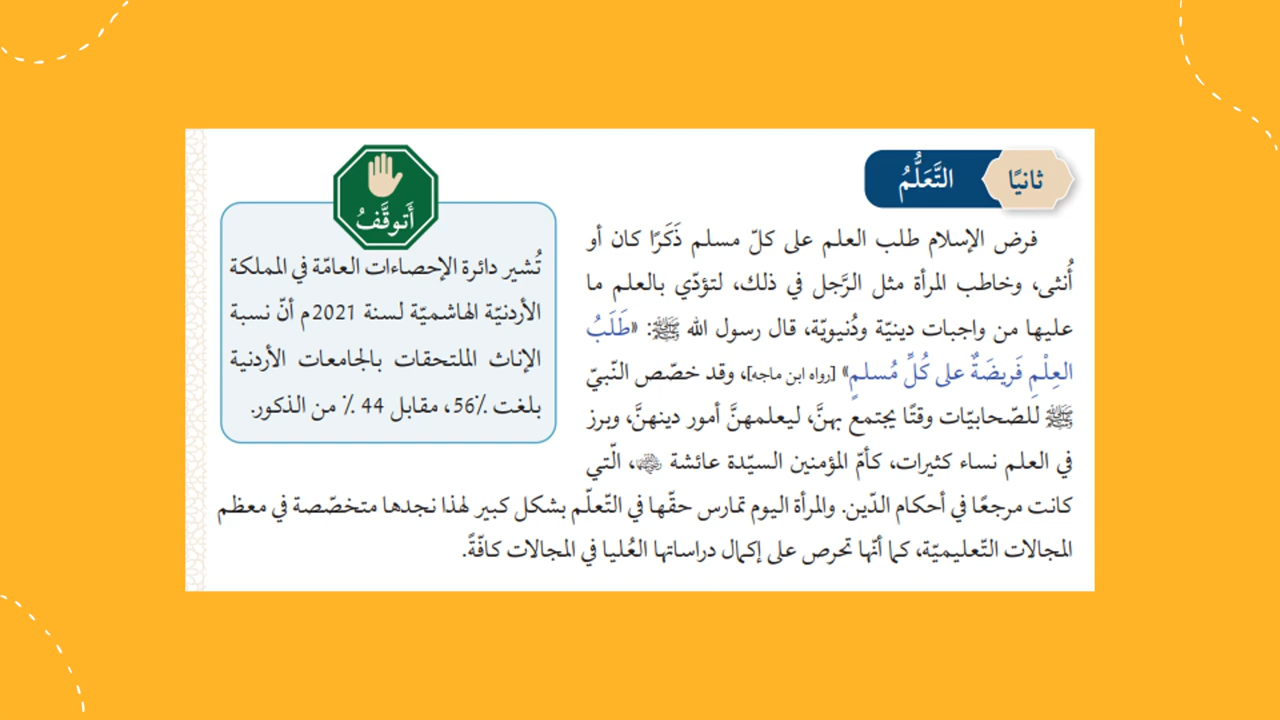 ثانيًا التَّعَلُّمُ
فرض الإسلام طلب العلم على كلّ مسلم ذَكَرًا كان أو
أُنثى، وخاطب المرأة مثل الرَّجل في ذلك، لتؤدّي بالعلم ما
عليها من واجبات دينيّة ودُنيويّة، قال رسول الله ﷺ: «طَلَبُ
العِلْمِ فَريضَةٌ على كُلِّ مُسلمٍ» [رواه ابن ماجه]، وقد خصّص النّبيّ
ﷺ للصّحابيّات وقتًا يجتمع بهنَّ، ليعلمهنَّ أمور دينهنَّ، وبرز
في العلم نساء كثيرات، كأمّ المؤمنين السيّدة عائشة رضي الله عنها، الّتي
كانت مرجعًا في أحكام الدّين. والمرأة اليوم تمارس حقّها في التّعلّم بشكل كبير لهذا نجدها متخصّصة في معظم
المجالات التّعليميّة، كما أنّها تحرص على إكمال دراساتها العُليا في المجالات كافّةً.
أَتوقَّفُ
تُشير دائرة الإحصاءات العامّة في المملكة
الأردنيّة الهاشميّة لسنة 2021م أنّ نسبة
الإناث الملتحقات بالجامعات الأردنية
بلغت 56٪، مقابل 44 ٪ من الذكور.